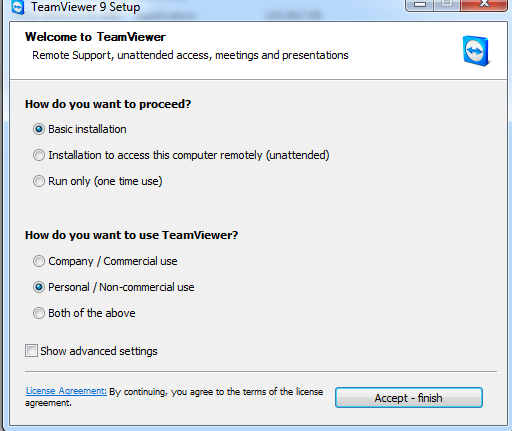 TeamViewer 9 Setup
Welcome to TeamViewer
Remote Support, unattended access, meetings and presentations
How do you want to proceed?
Basic installation
Installation to access this computer remotely (unattended)
Run only (one time use)
How do you want to use TeamViewer?
Company / Commercial use
Personal / Non-commercial use
Both of the above
Show advanced settings
License Agreement: By continuing, you agree to the terms of the license
agreement.
Accept - finish